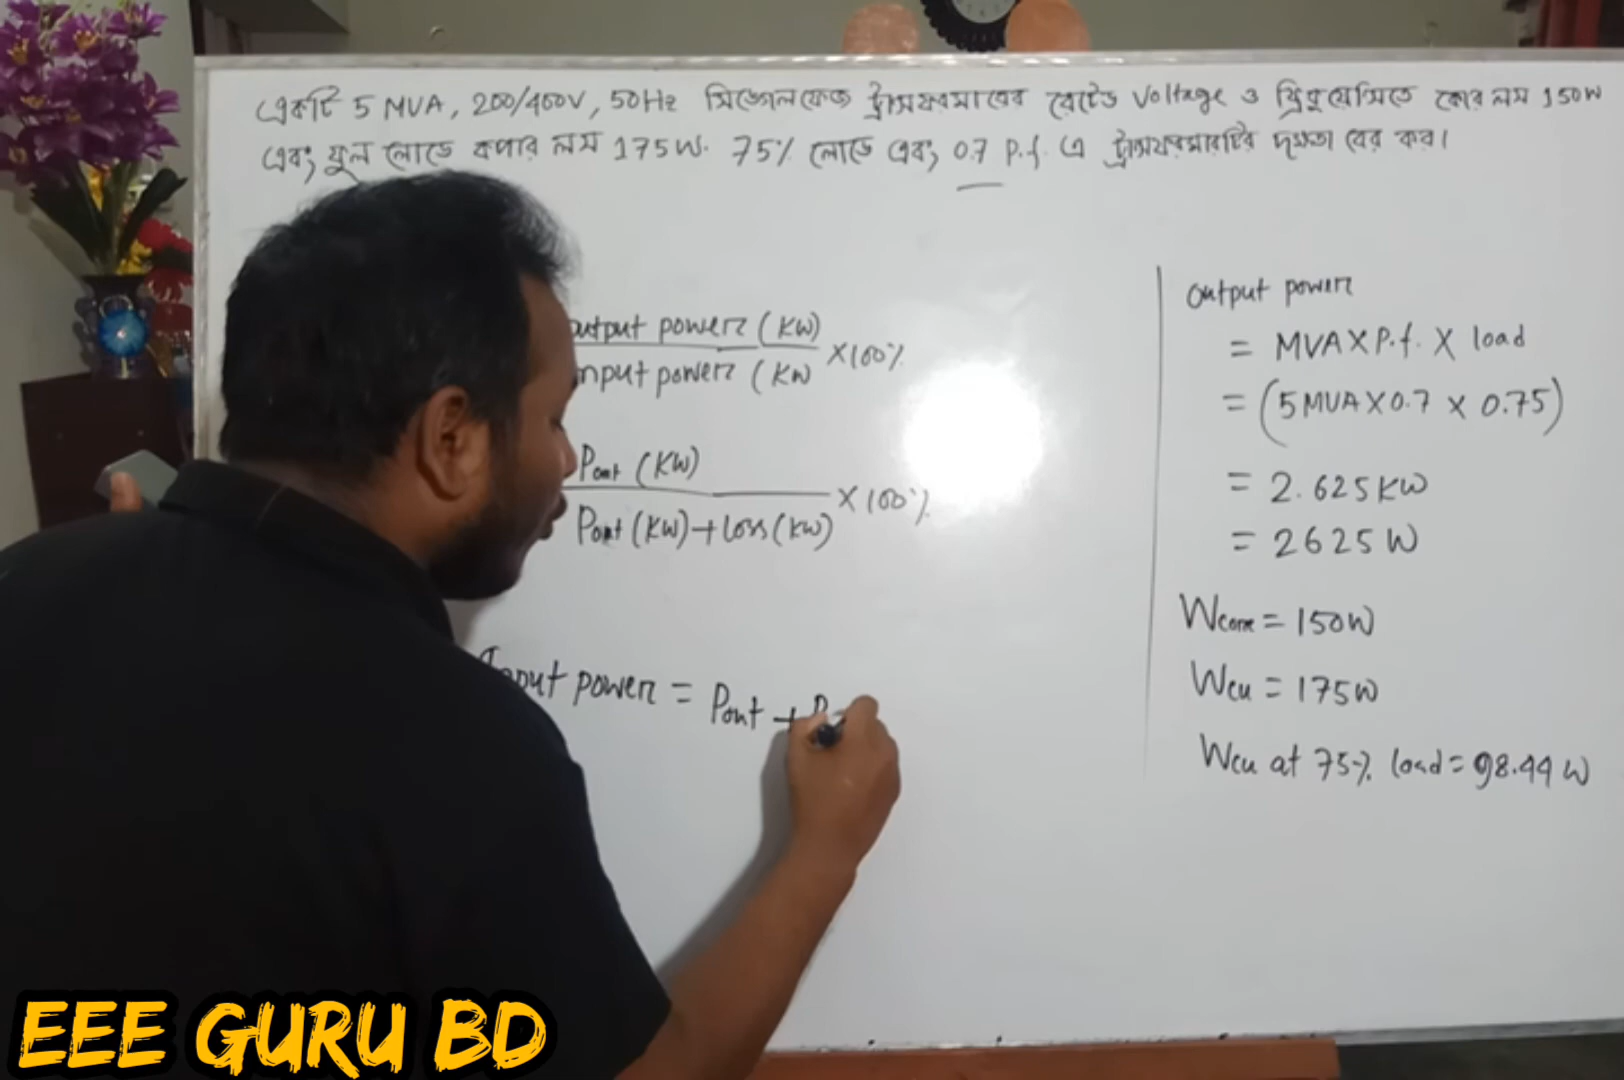 একটি 5 MVA, 200/400V, 50Hz সিঙ্গেল ফেজ ট্রান্সফরমারের রেটেড Voltage ও ফ্রিকুয়েন্সিতে কোর লস 150W
এবং ফুল লোডে কপার লস 175W. 75% লোডে এবং 0.7 P.f. এ ট্রান্সফরমারটির দক্ষতা বের কর।
output power (KW)
input power (KW × 100%
Pout (KW)
Pout (KW) + Loss (KW) × 100%
Input power = Pout + P
output power
= MVA X P.f. X load
= (5 MVA X 0.7 X 0.75)
= 2.625 KW
= 2625 W
Wcore = 150W
Wcu = 175W
Wcu at 75% load = 98.44 W
EEE GURU BD